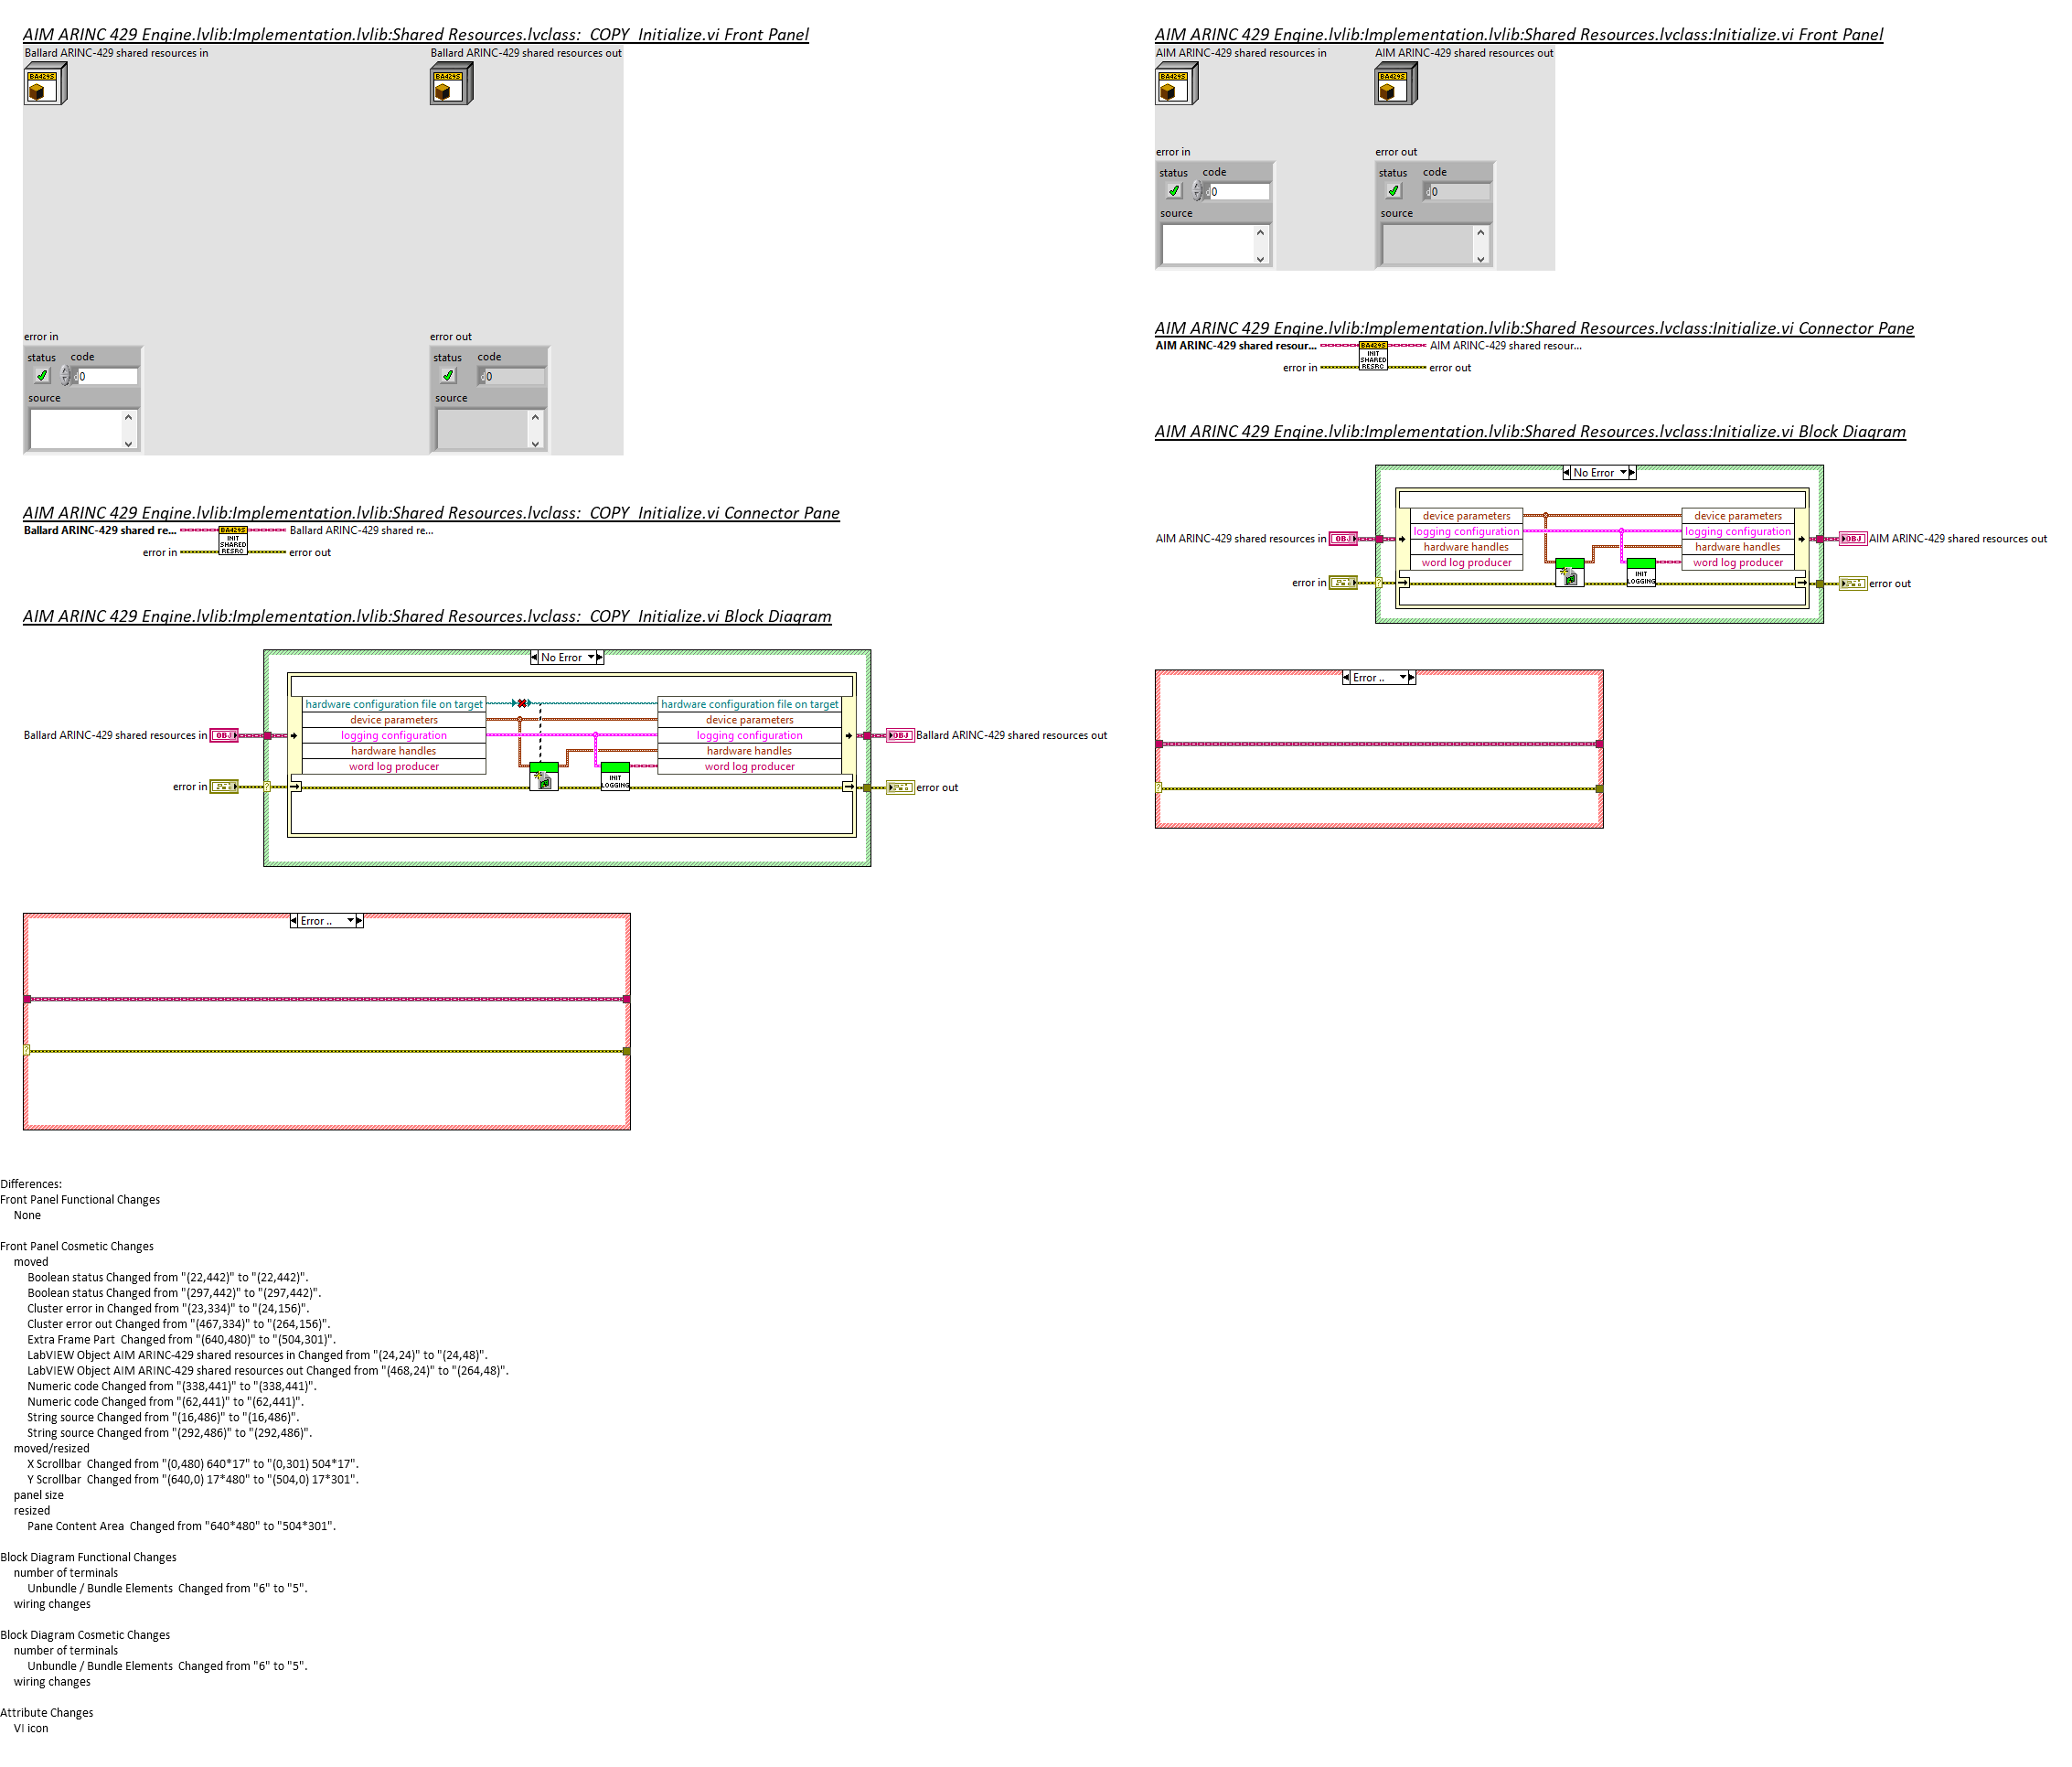 AIM ARINC 429 Engine.lvlib:Implementation.lvlib:Shared Resources.lvclass:_COPY_Initialize.vi Front Panel
Ballard ARINC-429 shared resources in
Ballard ARINC-429 shared resources out
BA429S
BA429S
error in
status code
0
source
error out
status code
0
source
AIM ARINC 429 Engine.lvlib:Implementation.lvlib:Shared Resources.lvclass:_COPY_Initialize.vi Connector Pane
Ballard ARINC-429 shared re...
BA429S
INIT
SHARED
RESRC
Ballard ARINC-429 shared re...
error in
error out
AIM ARINC 429 Engine.lvlib:Implementation.lvlib:Shared Resources.lvclass:_COPY_Initialize.vi Block Diagram
No Error
hardware configuration file on target
device parameters
logging configuration
hardware handles
word log producer
hardware configuration file on target
device parameters
logging configuration
hardware handles
word log producer
Ballard ARINC-429 shared resources in
OBJ
OBJ
Ballard ARINC-429 shared resources out
error in
?
INIT
LOGGING
error out
Error ..
?
Differences:
Front Panel Functional Changes
None
Front Panel Cosmetic Changes
moved
Boolean status Changed from "(22,442)" to "(22,442)".
Boolean status Changed from "(297,442)" to "(297,442)".
Cluster error in Changed from "(23,334)" to "(24,156)".
Cluster error out Changed from "(467,334)" to "(264,156)".
Extra Frame Part  Changed from "(640,480)" to "(504,301)".
LabVIEW Object AIM ARINC-429 shared resources in Changed from "(24,24)" to "(24,48)".
LabVIEW Object AIM ARINC-429 shared resources out Changed from "(468,24)" to "(264,48)".
Numeric code Changed from "(338,441)" to "(338,441)".
Numeric code Changed from "(62,441)" to "(62,441)".
String source Changed from "(16,486)" to "(16,486)".
String source Changed from "(292,486)" to "(292,486)".
moved/resized
X Scrollbar  Changed from "(0,480) 640*17" to "(0,301) 504*17".
Y Scrollbar  Changed from "(640,0) 17*480" to "(504,0) 17*301".
panel size
resized
Pane Content Area  Changed from "640*480" to "504*301".
Block Diagram Functional Changes
number of terminals
Unbundle / Bundle Elements  Changed from "6" to "5".
wiring changes
Block Diagram Cosmetic Changes
number of terminals
Unbundle / Bundle Elements  Changed from "6" to "5".
wiring changes
Attribute Changes
VI icon
AIM ARINC 429 Engine.lvlib:Implementation.lvlib:Shared Resources.lvclass:Initialize.vi Front Panel
AIM ARINC-429 shared resources in
AIM ARINC-429 shared resources out
BA429S
BA429S
error in
status code
0
source
error out
status code
0
source
AIM ARINC 429 Engine.lvlib:Implementation.lvlib:Shared Resources.lvclass:Initialize.vi Connector Pane
AIM ARINC-429 shared resour...
BA429S
INIT
SHARED
RESRC
AIM ARINC-429 shared resour...
error in
error out
AIM ARINC 429 Engine.lvlib:Implementation.lvlib:Shared Resources.lvclass:Initialize.vi Block Diagram
No Error
device parameters
logging configuration
hardware handles
word log producer
device parameters
logging configuration
hardware handles
word log producer
AIM ARINC-429 shared resources in
OBJ
OBJ
AIM ARINC-429 shared resources out
error in
?
INIT
LOGGING
error out
Error ..
?